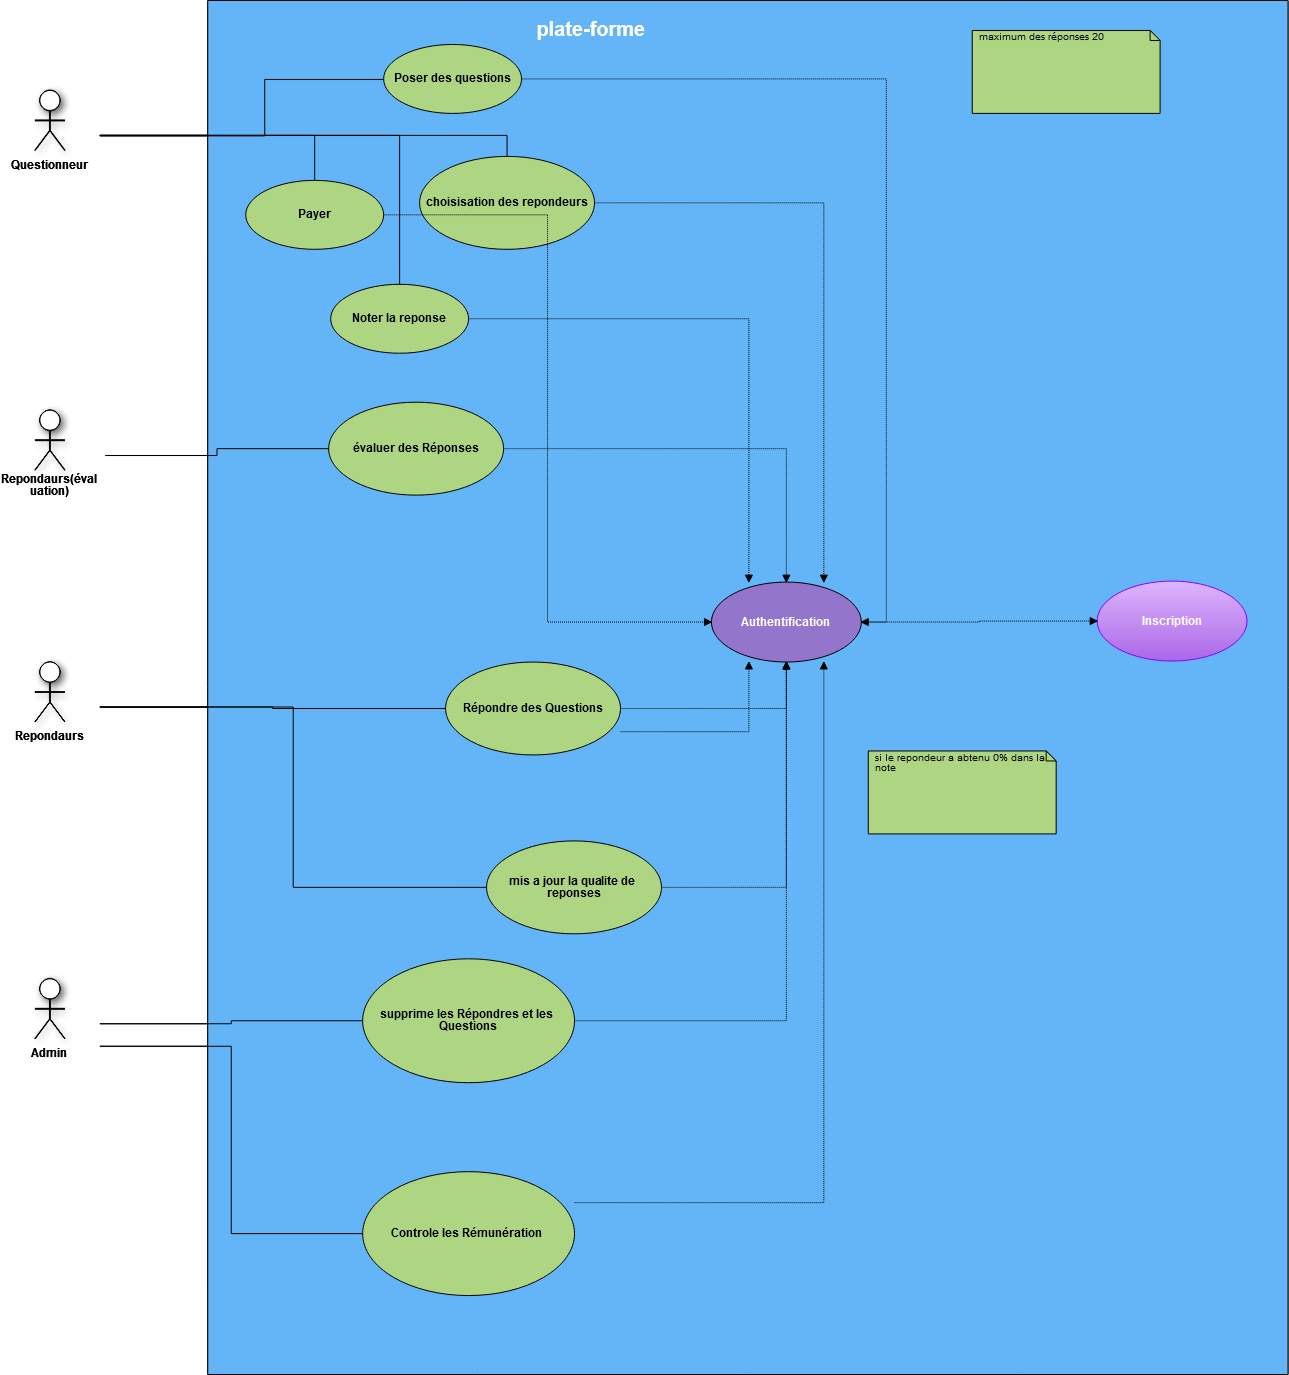 plate-forme
maximum des réponses 20
Poser des questions
Questionneur
choisisation des repondeurs
Payer
Noter la reponse
évaluer des Réponses
Repondaurs(éval
uation)
Authentification
Inscription
Répondre des Questions
Repondaurs
si le repondeur a abtenu 0% dans la
note
mis a jour la qualite de
reponses
supprime les Répondres et les
Questions
Admin
Controle les Rémunération